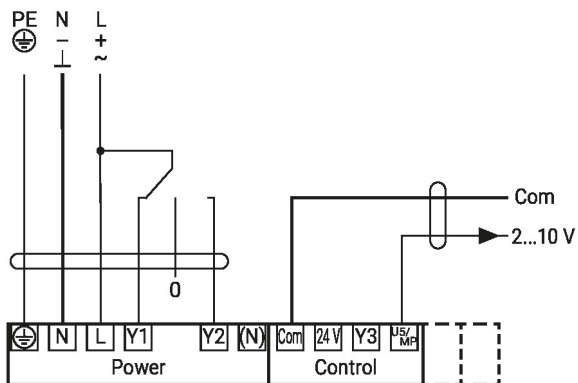 PE N L
– +
⊥ ~
Com
2...10 V
0
N L Y1 Y2 (N) Com 24 V Y3 U5/MP
Power Control